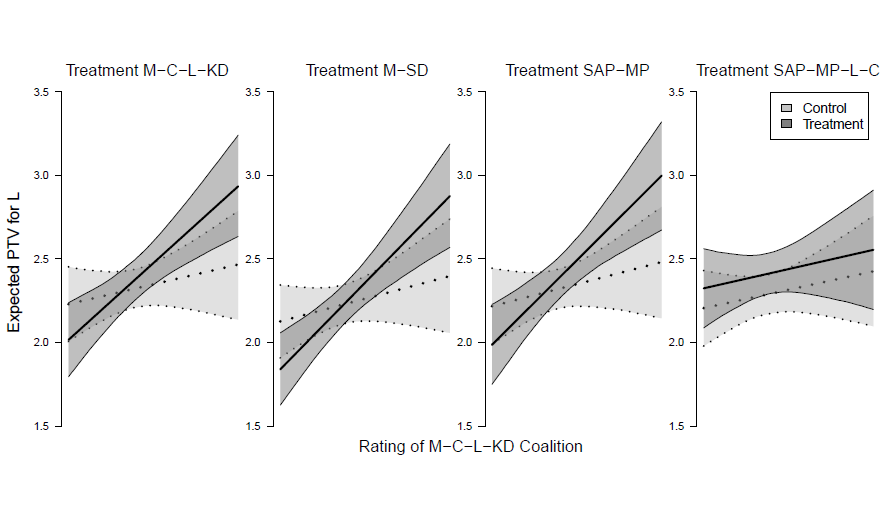 Treatment M−C−L−KD
Treatment M−SD
Treatment SAP−MP
Treatment SAP−MP−L−C
3.5
3.0
2.5
2.0
1.5
3.5
3.0
2.5
2.0
1.5
3.5
3.0
2.5
2.0
1.5
3.5
3.0
2.5
2.0
1.5
Control
Treatment
Expected PTV for L
Rating of M−C−L−KD Coalition